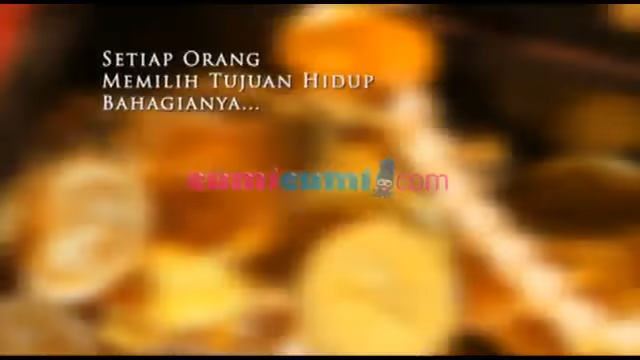 SETIAP ORANG
MEMILIH TUJUAN HIDUP
BAHAGIANYA...
cumicumi.com